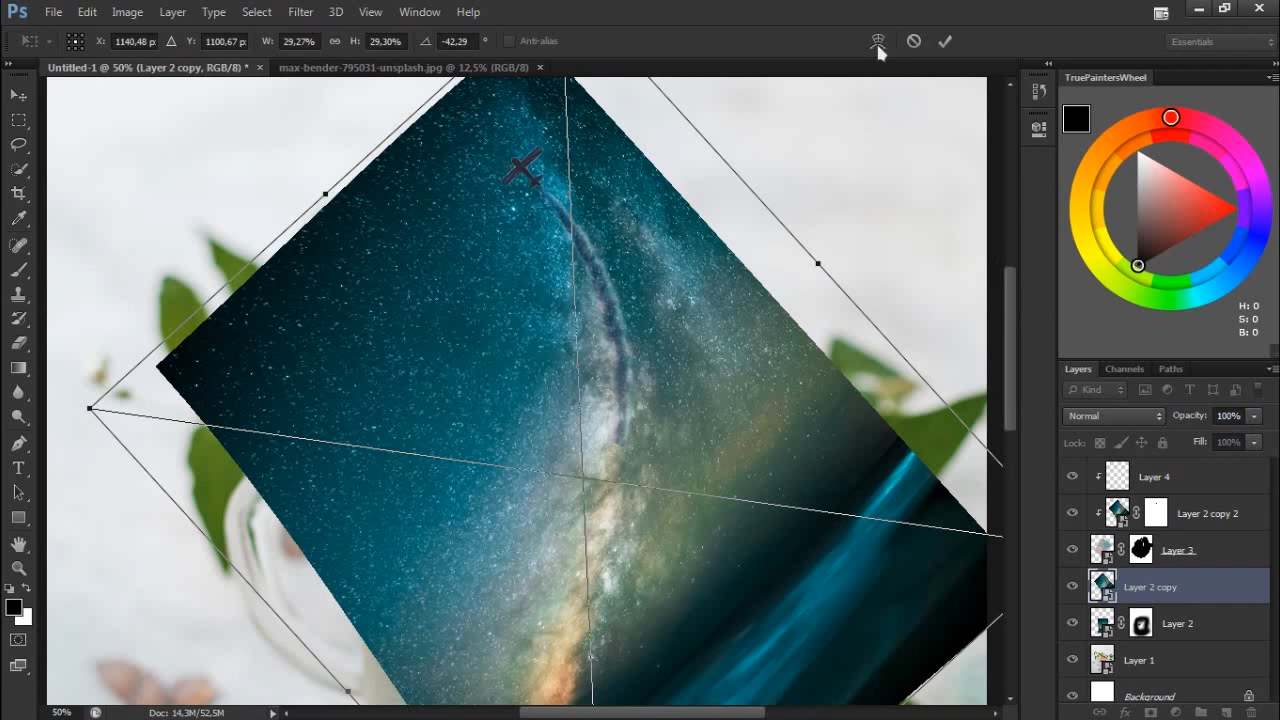 Ps File Edit Image Layer Type Select Filter 3D View Window Help
X: 1140,48 p: Y: 1100,67 p: W: 29,27% H: 29,30% -42,29 ° Anti-alias Essentials
Untitled-1 @ 50% (Layer 2 copy, RGB/8) * × max-bender-795031-unsplash.jpg @ 12,5% (RGB/8) ×
TruePaintersWheel
H: 0
S: 0
B: 0
Layers Channels Paths
Kind
Normal Opacity: 100%
Lock: Fill: 100%
Layer 4
Layer 2 copy 2
Layer 3
Layer 2 copy
Layer 2
Layer 1
Background
50% Doc: 14,3M/52,5M